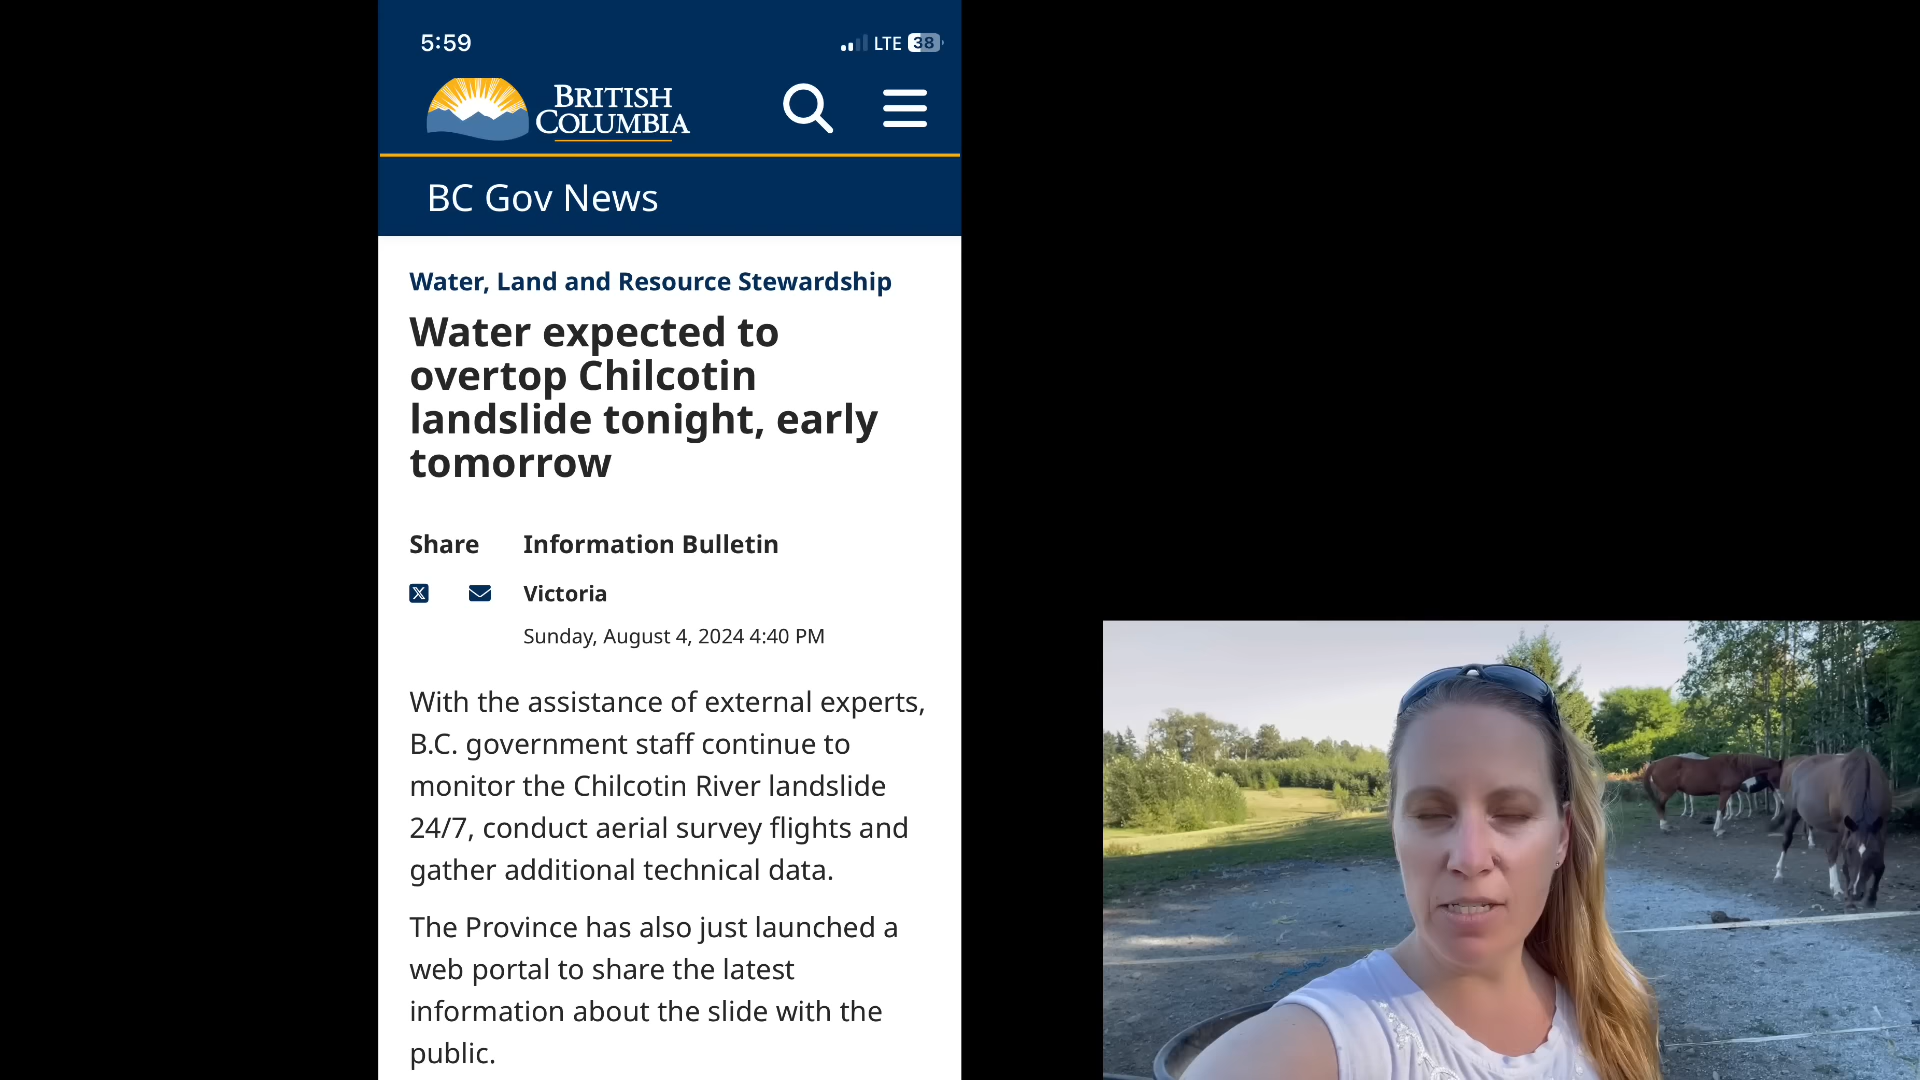 5:59
LTE 38
BRITISH
COLUMBIA
BC Gov News
Water, Land and Resource Stewardship
Water expected to
overtop Chilcotin
landslide tonight, early
tomorrow
Share Information Bulletin
Victoria
Sunday, August 4, 2024 4:40 PM
With the assistance of external experts,
B.C. government staff continue to
monitor the Chilcotin River landslide
24/7, conduct aerial survey flights and
gather additional technical data.
The Province has also just launched a
web portal to share the latest
information about the slide with the
public.